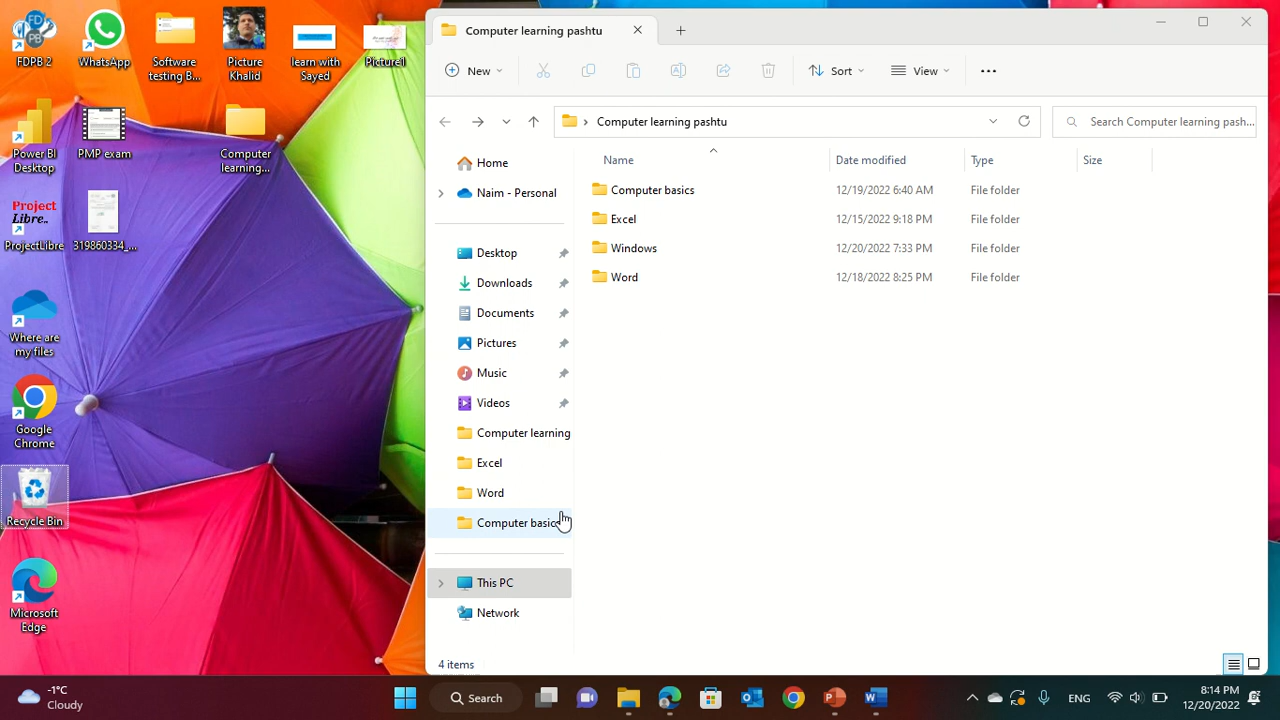 FDPB 2
WhatsApp
Software
testing B...
Picture
Khalid
learn with
Sayed
Picture1
Power BI
Desktop
PMP exam
Computer
learning...
Project
Libre..
ProjectLibre
319860334_...
Where are
my files
Google
Chrome
Recycle Bin
Microsoft
Edge
Computer learning pashtu
New
Sort
View
Computer learning pashtu
Search Computer learning pash...
Home
Naim - Personal
Desktop
Downloads
Documents
Pictures
Music
Videos
Computer learning
Excel
Word
Computer basics
This PC
Network
Name Date modified Type Size
Computer basics 12/19/2022 6:40 AM File folder
Excel 12/15/2022 9:18 PM File folder
Windows 12/20/2022 7:33 PM File folder
Word 12/18/2022 8:25 PM File folder
4 items
-1°C
Cloudy
Search
ENG
8:14 PM
12/20/2022